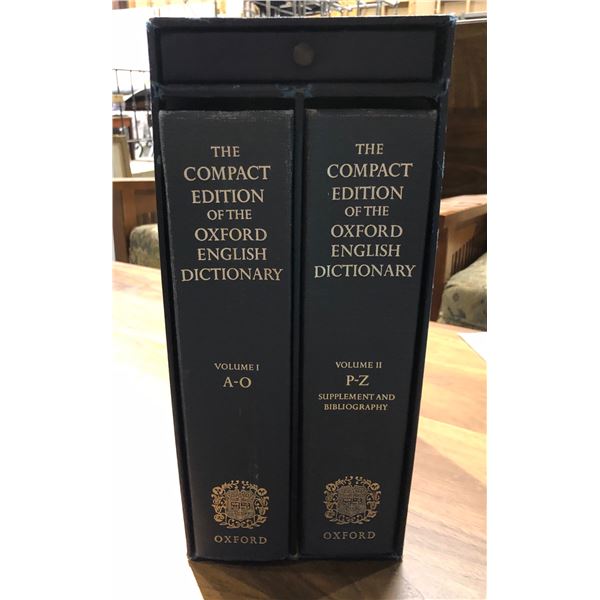 THE
COMPACT
EDITION
OF THE
OXFORD
ENGLISH
DICTIONARY
VOLUME I
A-O
OXFORD
THE
COMPACT
EDITION
OF THE
OXFORD
ENGLISH
DICTIONARY
VOLUME II
P-Z
SUPPLEMENT AND
BIBLIOGRAPHY
OXFORD